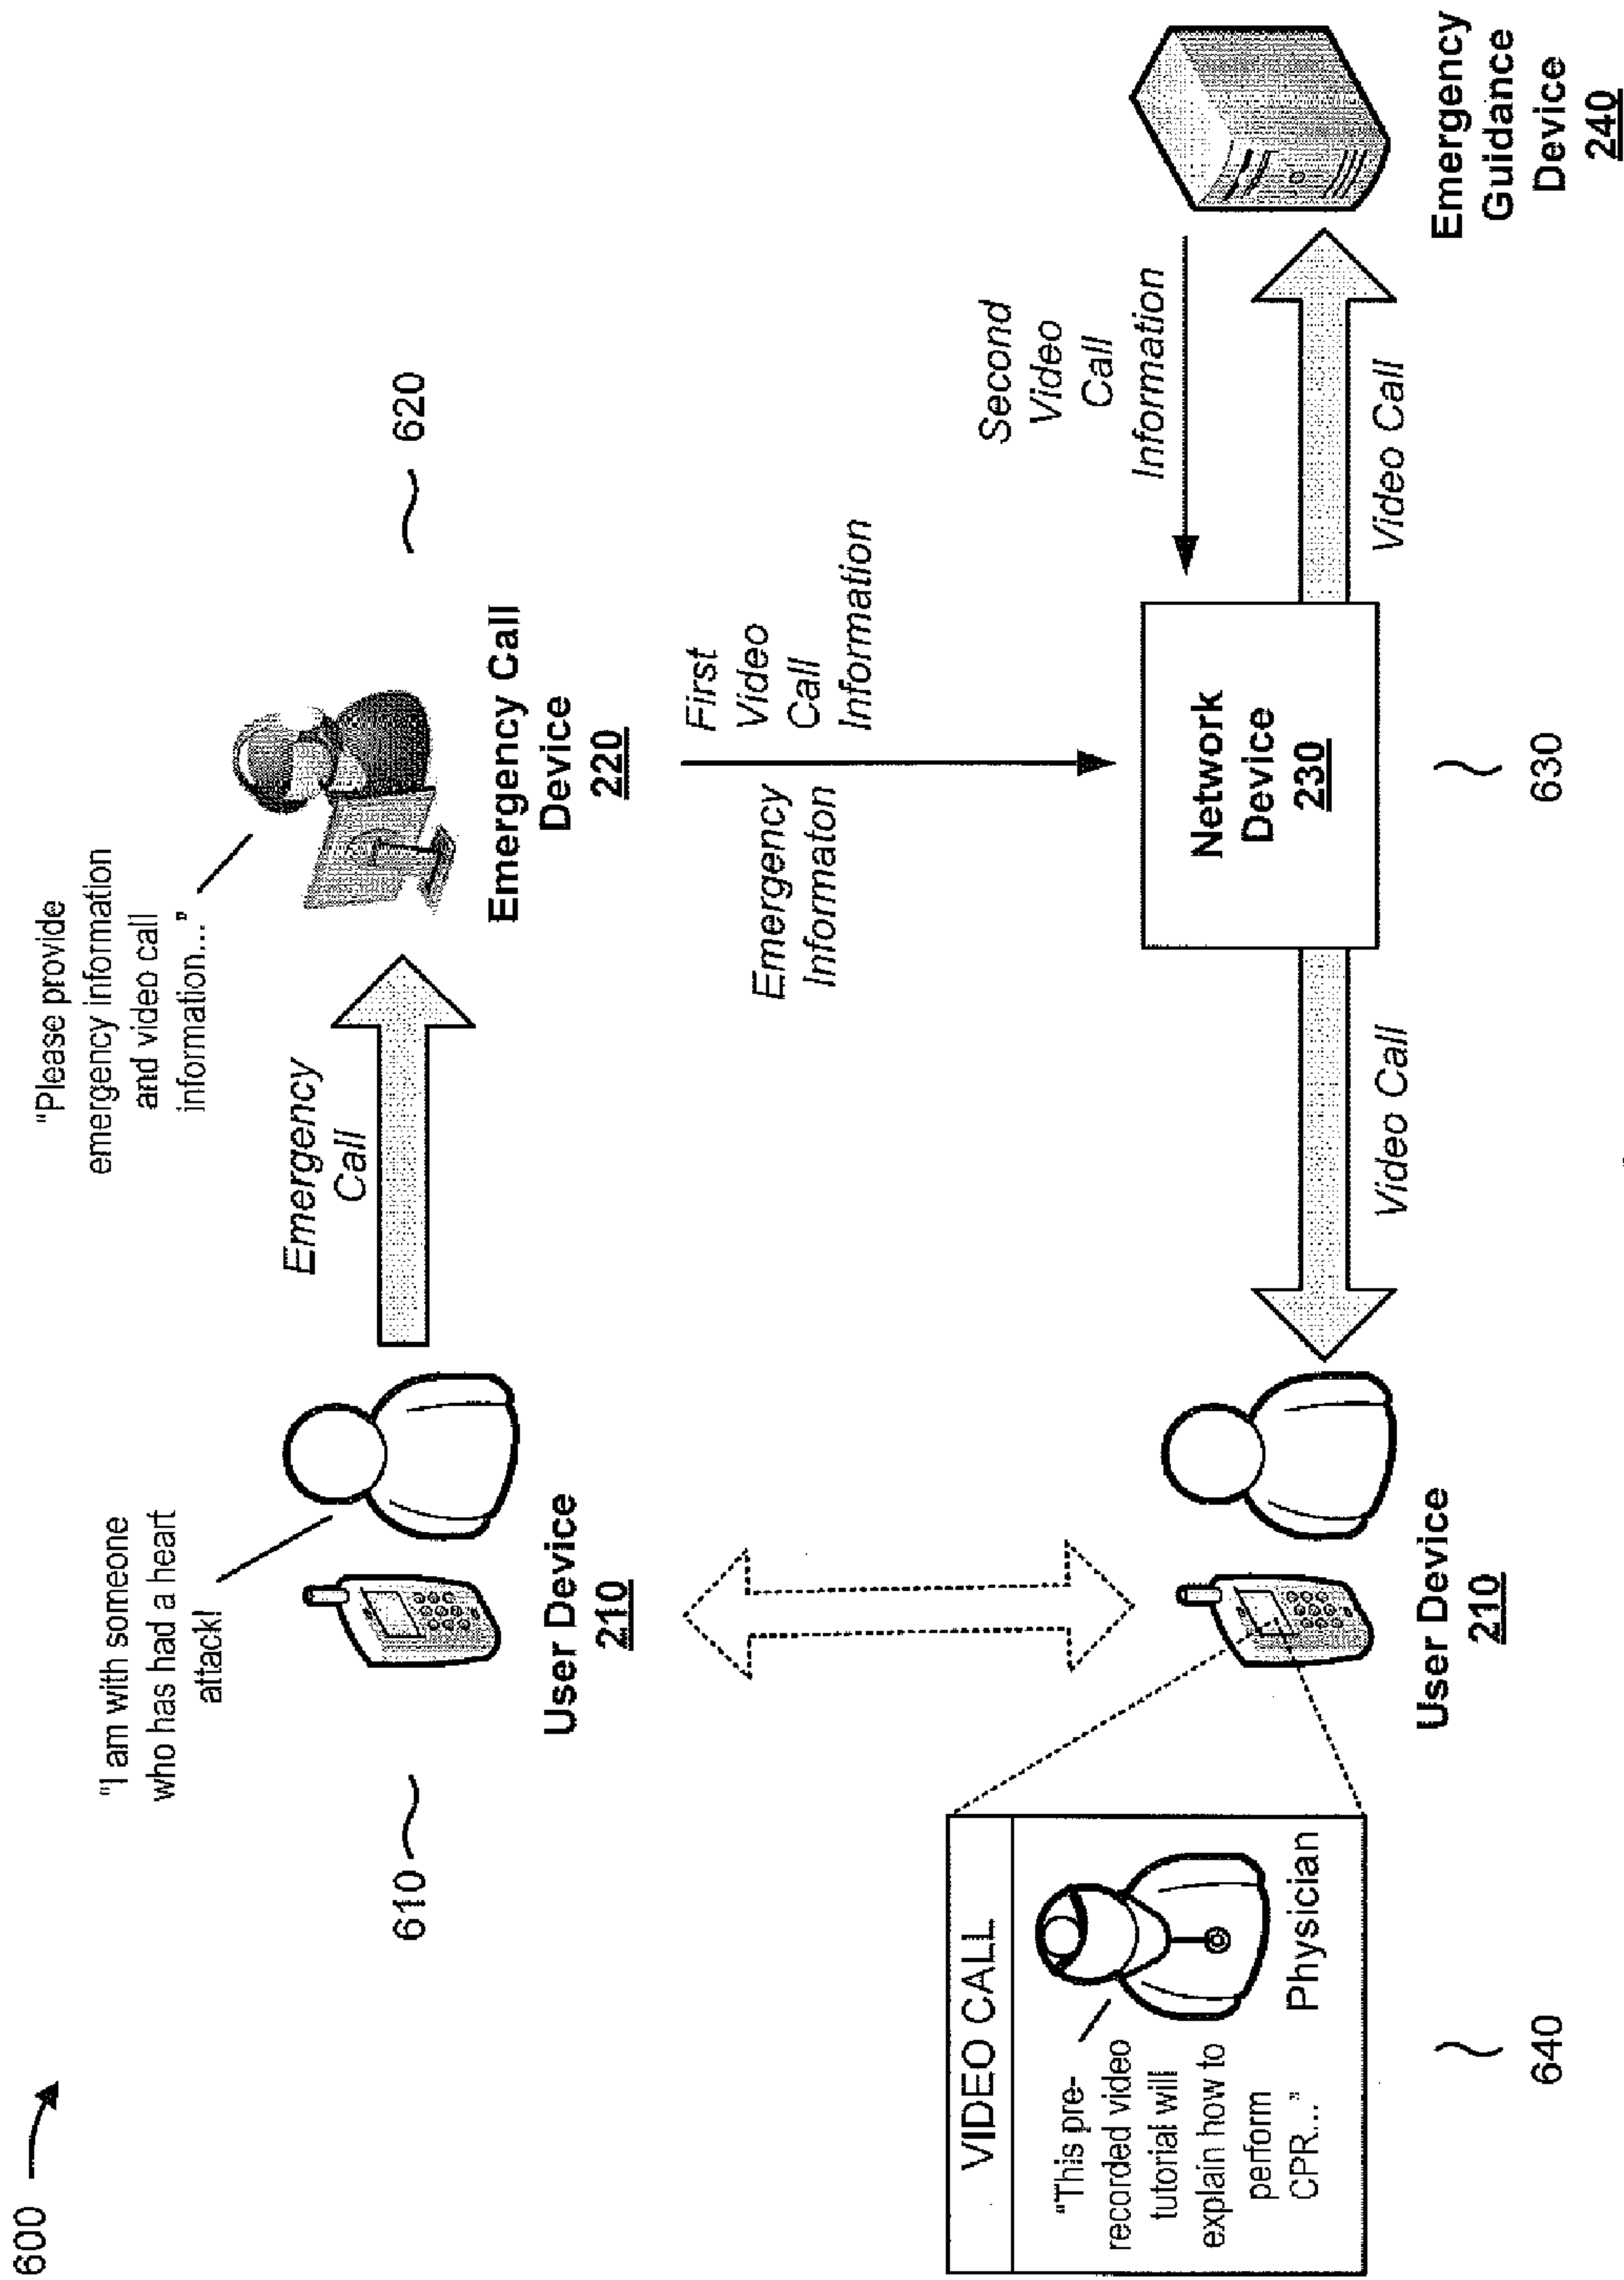 600
"I am with someone
who has had a heart
attack!
610
User Device
210
Emergency
Call
"Please provide
emergency information
and video call
information..."
620
Emergency Call
Device
220
Emergency
Informaton
First
Video
Call
Information
VIDEO CALL
"This pre-
recorded video
tutorial will
explain how to
perform
CPR..."
Physician
640
User Device
210
Video Call
Network
Device
230
630
Second
Video
Call
Information
Video Call
Emergency
Guidance
Device
240